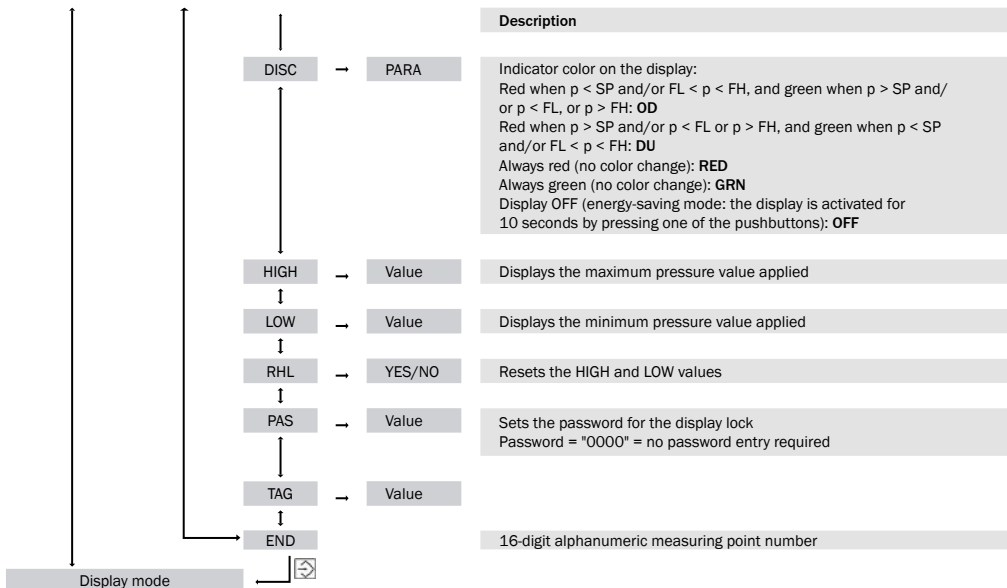 Description
DISC → PARA
Indicator color on the display:
Red when p < SP and/or FL < p < FH, and green when p > SP and/
or p < FL, or p > FH: OD
Red when p > SP and/or p < FL or p > FH, and green when p < SP
and/or FL < p < FH: DU
Always red (no color change): RED
Always green (no color change): GRN
Display OFF (energy-saving mode: the display is activated for
10 seconds by pressing one of the pushbuttons): OFF
HIGH → Value
Displays the maximum pressure value applied
LOW → Value
Displays the minimum pressure value applied
RHL → YES/NO
Resets the HIGH and LOW values
PAS → Value
Sets the password for the display lock
Password = "0000" = no password entry required
TAG → Value
END
16-digit alphanumeric measuring point number
Display mode